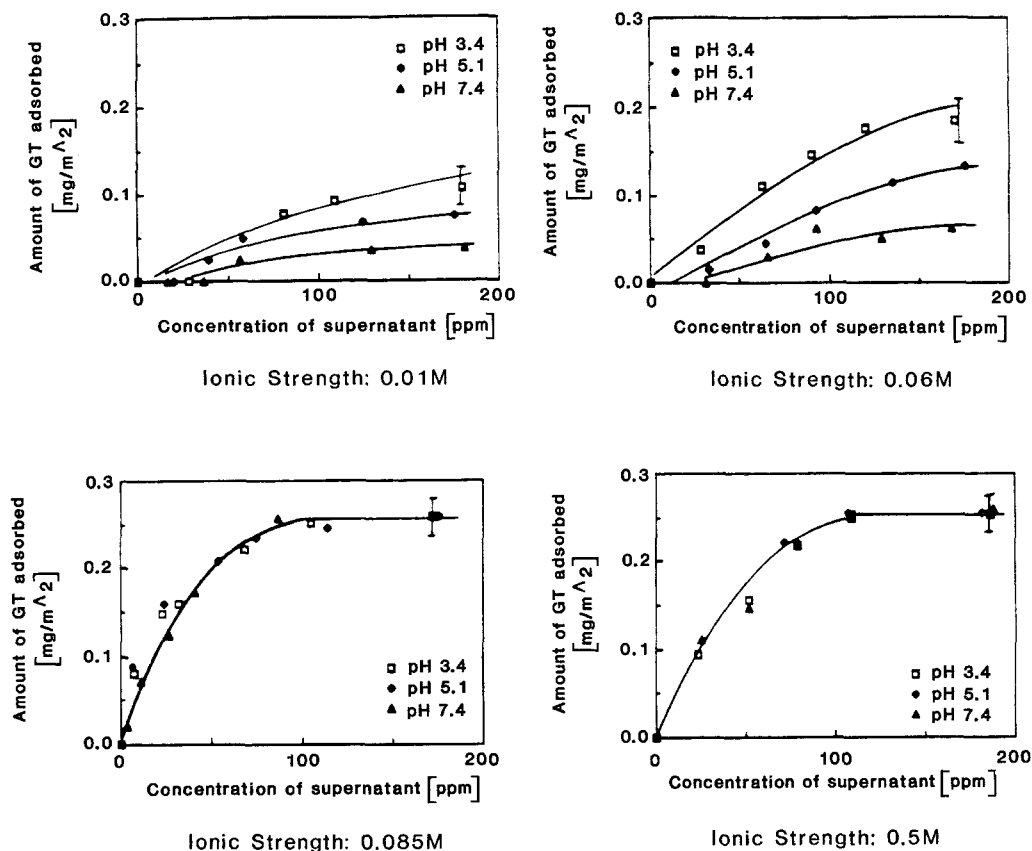 0.3
0.2
0.1
0.0
Amount of GT adsorbed
[mg/m^2]
pH 3.4
pH 5.1
pH 7.4
0
100
200
Concentration of supernatant [ppm]
Ionic Strength: 0.01M
0.3
0.2
0.1
0.0
Amount of GT adsorbed
[mg/m^2]
pH 3.4
pH 5.1
pH 7.4
0
100
200
Concentration of supernatant [ppm]
Ionic Strength: 0.06M
0.3
0.2
0.1
0.0
Amount of GT adsorbed
[mg/m^2]
pH 3.4
pH 5.1
pH 7.4
0
100
200
Concentration of supernatant [ppm]
Ionic Strength: 0.085M
0.3
0.2
0.1
0.0
Amount of GT adsorbed
[mg/m^2]
pH 3.4
pH 5.1
pH 7.4
0
100
200
Concentration of supernatant [ppm]
Ionic Strength: 0.5M